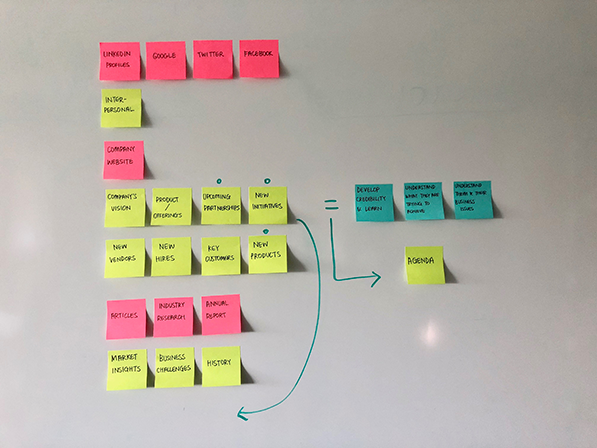 LINKEDIN
PROFILES
GOOGLE
TWITTER
FACEBOOK
INTER-
PERSONAL
COMPANY
WEBSITE
COMPANY'S
VISION
PRODUCT
/
OFFERINGS
UPCOMING
PARTNERSHIPS
NEW
INITIATIVES
=
DEVELOP
CREDIBILITY
& LEARN
UNDERSTAND
WHAT THEY ARE
TRYING TO
ACHIEVE
UNDERSTAND
THEM & THEIR
BUSINESS
ISSUES
NEW
VENDORS
NEW
HIRES
KEY
CUSTOMERS
NEW
PRODUCTS
AGENDA
ARTICLES
INDUSTRY
RESEARCH
ANNUAL
REPORT
MARKET
INSIGHTS
BUSINESS
CHALLENGES
HISTORY